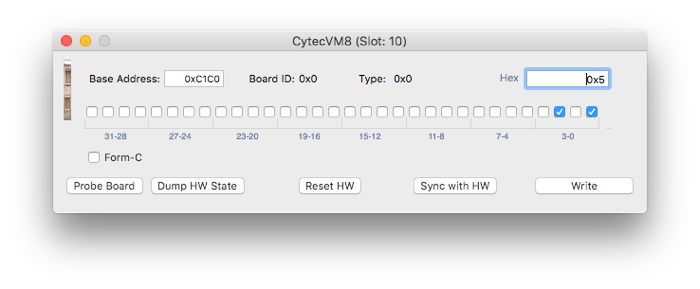 CytecVM8 (Slot: 10)
Base Address: 0xC1C0 Board ID: 0x0 Type: 0x0 Hex 0x5
31-28 27-24 23-20 19-16 15-12 11-8 7-4 3-0
Form-C
Probe Board Dump HW State Reset HW Sync with HW Write